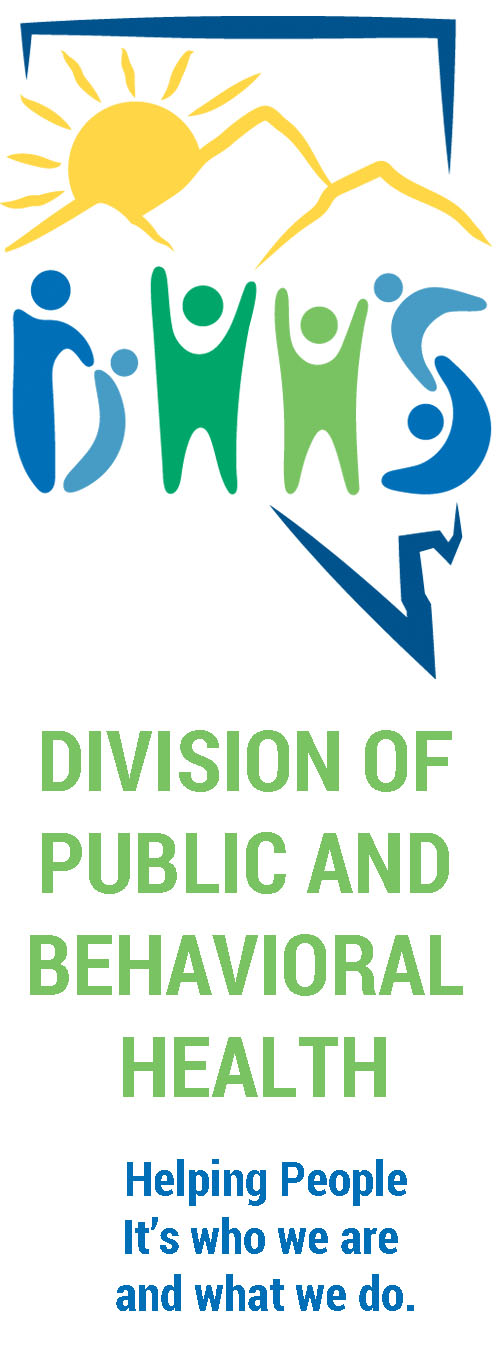 DHHS
DIVISION OF
PUBLIC AND
BEHAVIORAL
HEALTH
Helping People
It's who we are
and what we do.